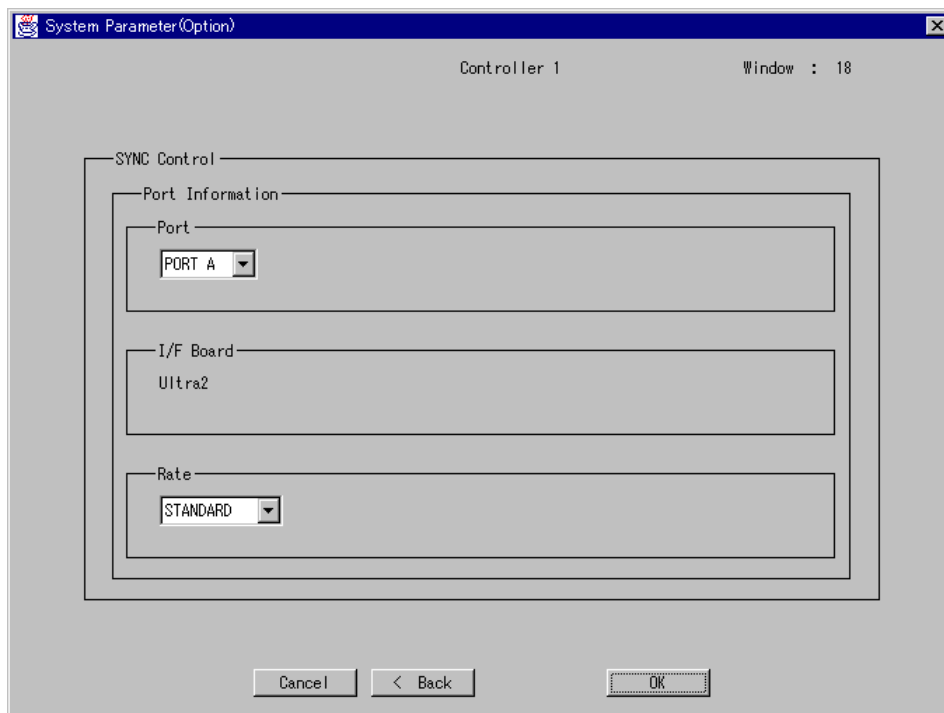 System Parameter(Option)
Controller 1 Window : 18
SYNC Control
Port Information
Port
PORT A
I/F Board
Ultra2
Rate
STANDARD
Cancel < Back OK